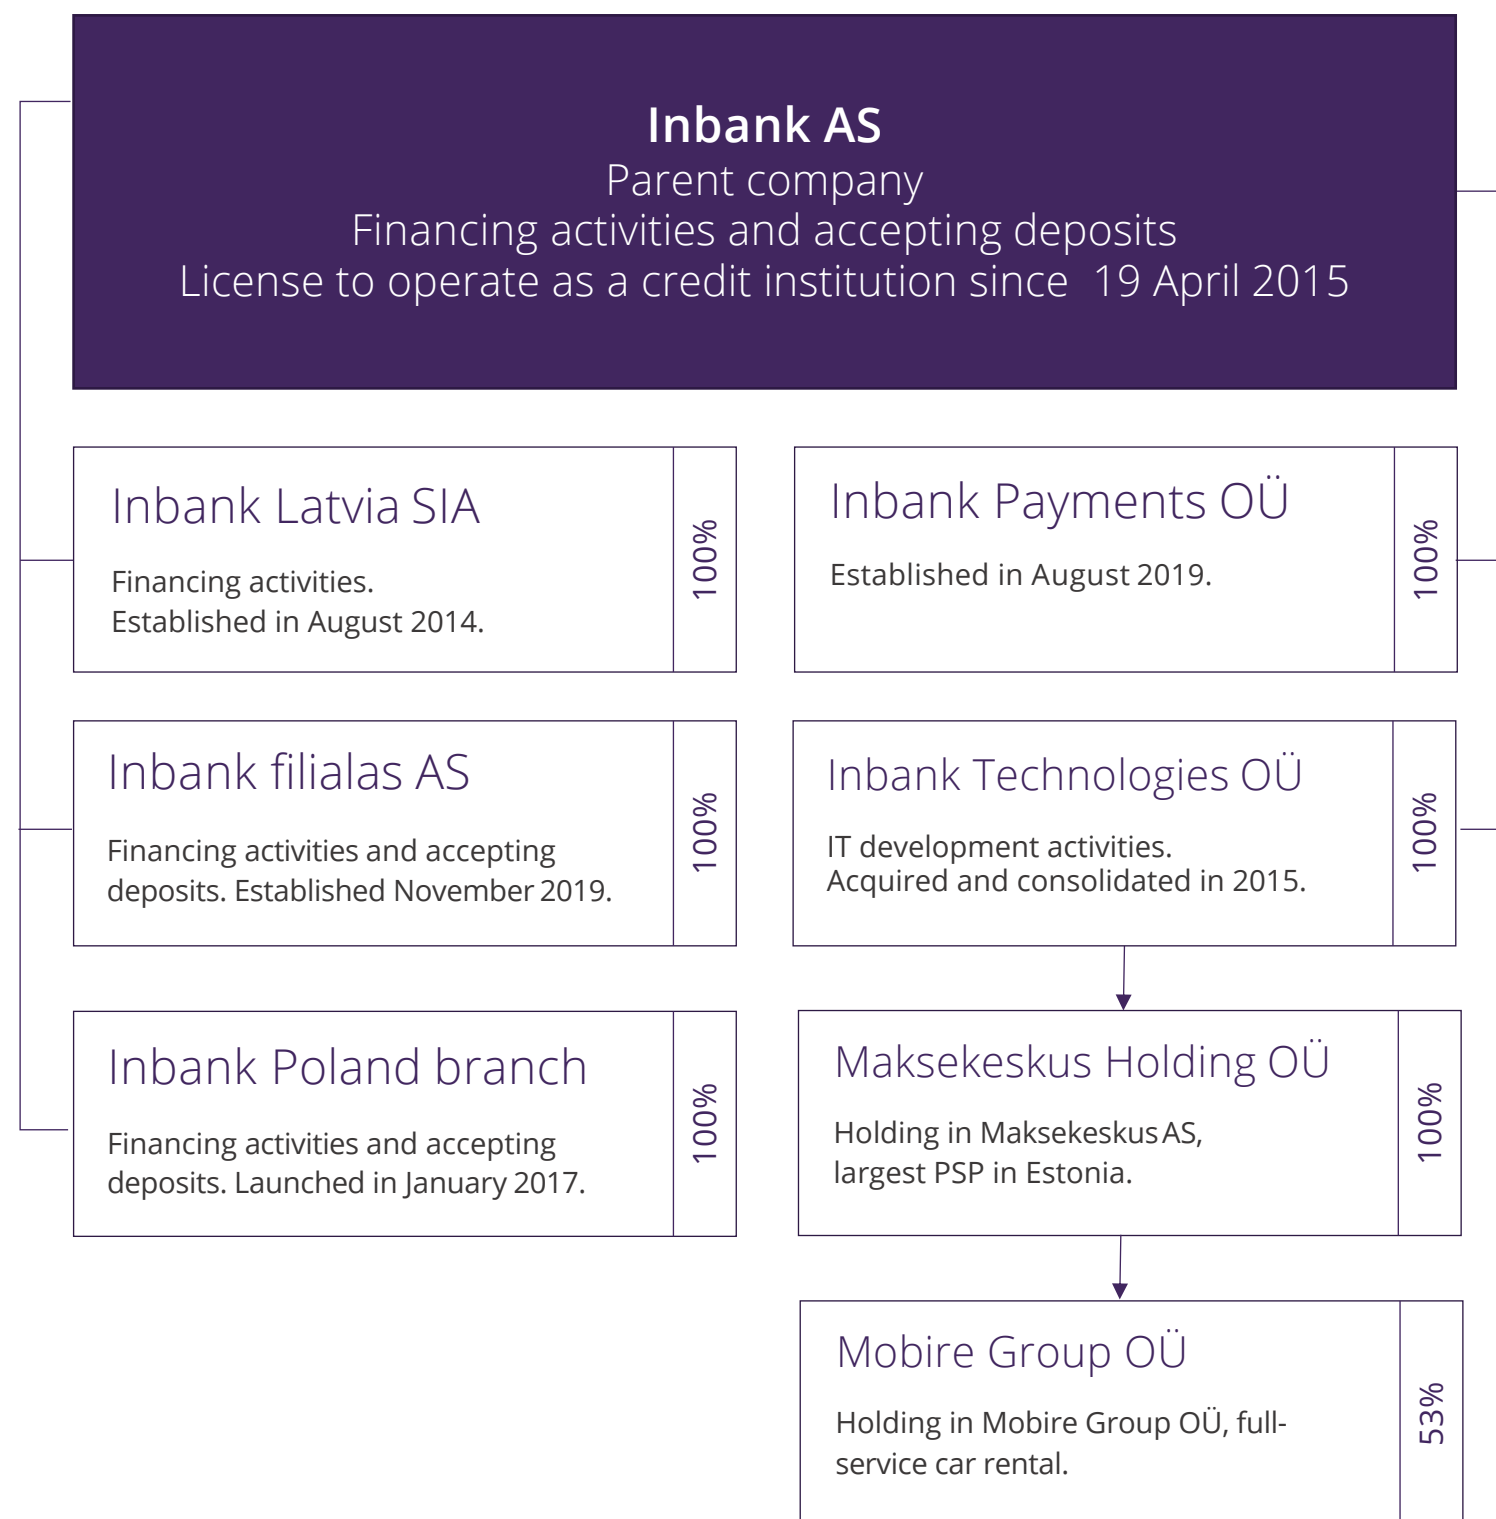 Inbank AS
Parent company
Financing activities and accepting deposits
License to operate as a credit institution since 19 April 2015
Inbank Latvia SIA
Financing activities.
Established in August 2014.
100%
Inbank Payments OÜ
Established in August 2019.
100%
Inbank filialas AS
Financing activities and accepting
deposits. Established November 2019.
100%
Inbank Technologies OÜ
IT development activities.
Acquired and consolidated in 2015.
100%
Inbank Poland branch
Financing activities and accepting
deposits. Launched in January 2017.
100%
Maksekeskus Holding OÜ
Holding in Maksekeskus AS,
largest PSP in Estonia.
100%
Mobire Group OÜ
Holding in Mobire Group OÜ, full-
service car rental.
53%